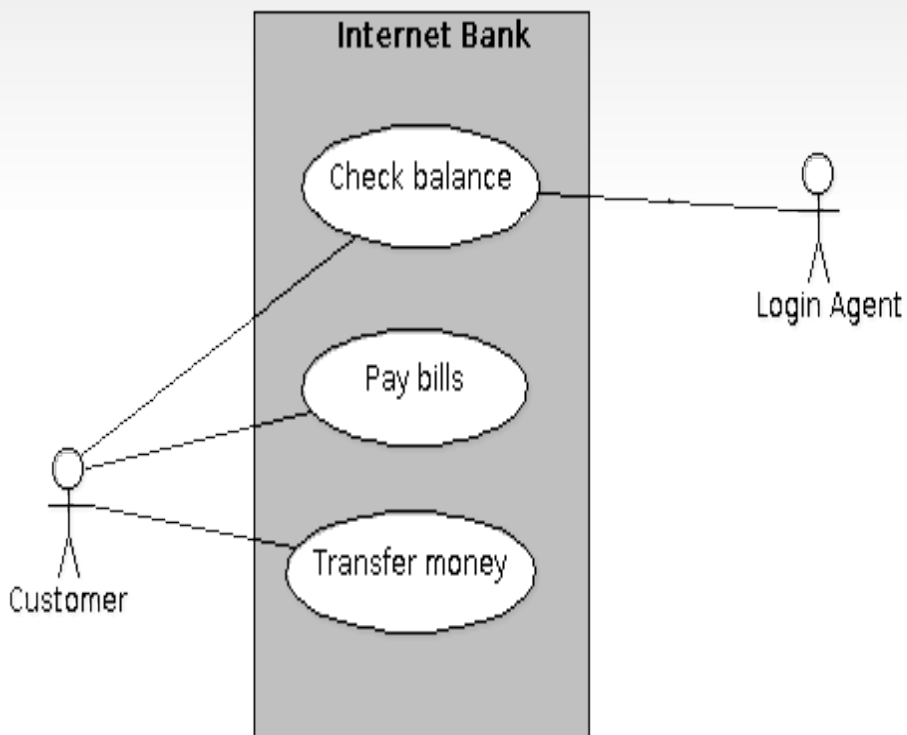 Internet Bank
Check balance
Login Agent
Pay bills
Transfer money
Customer